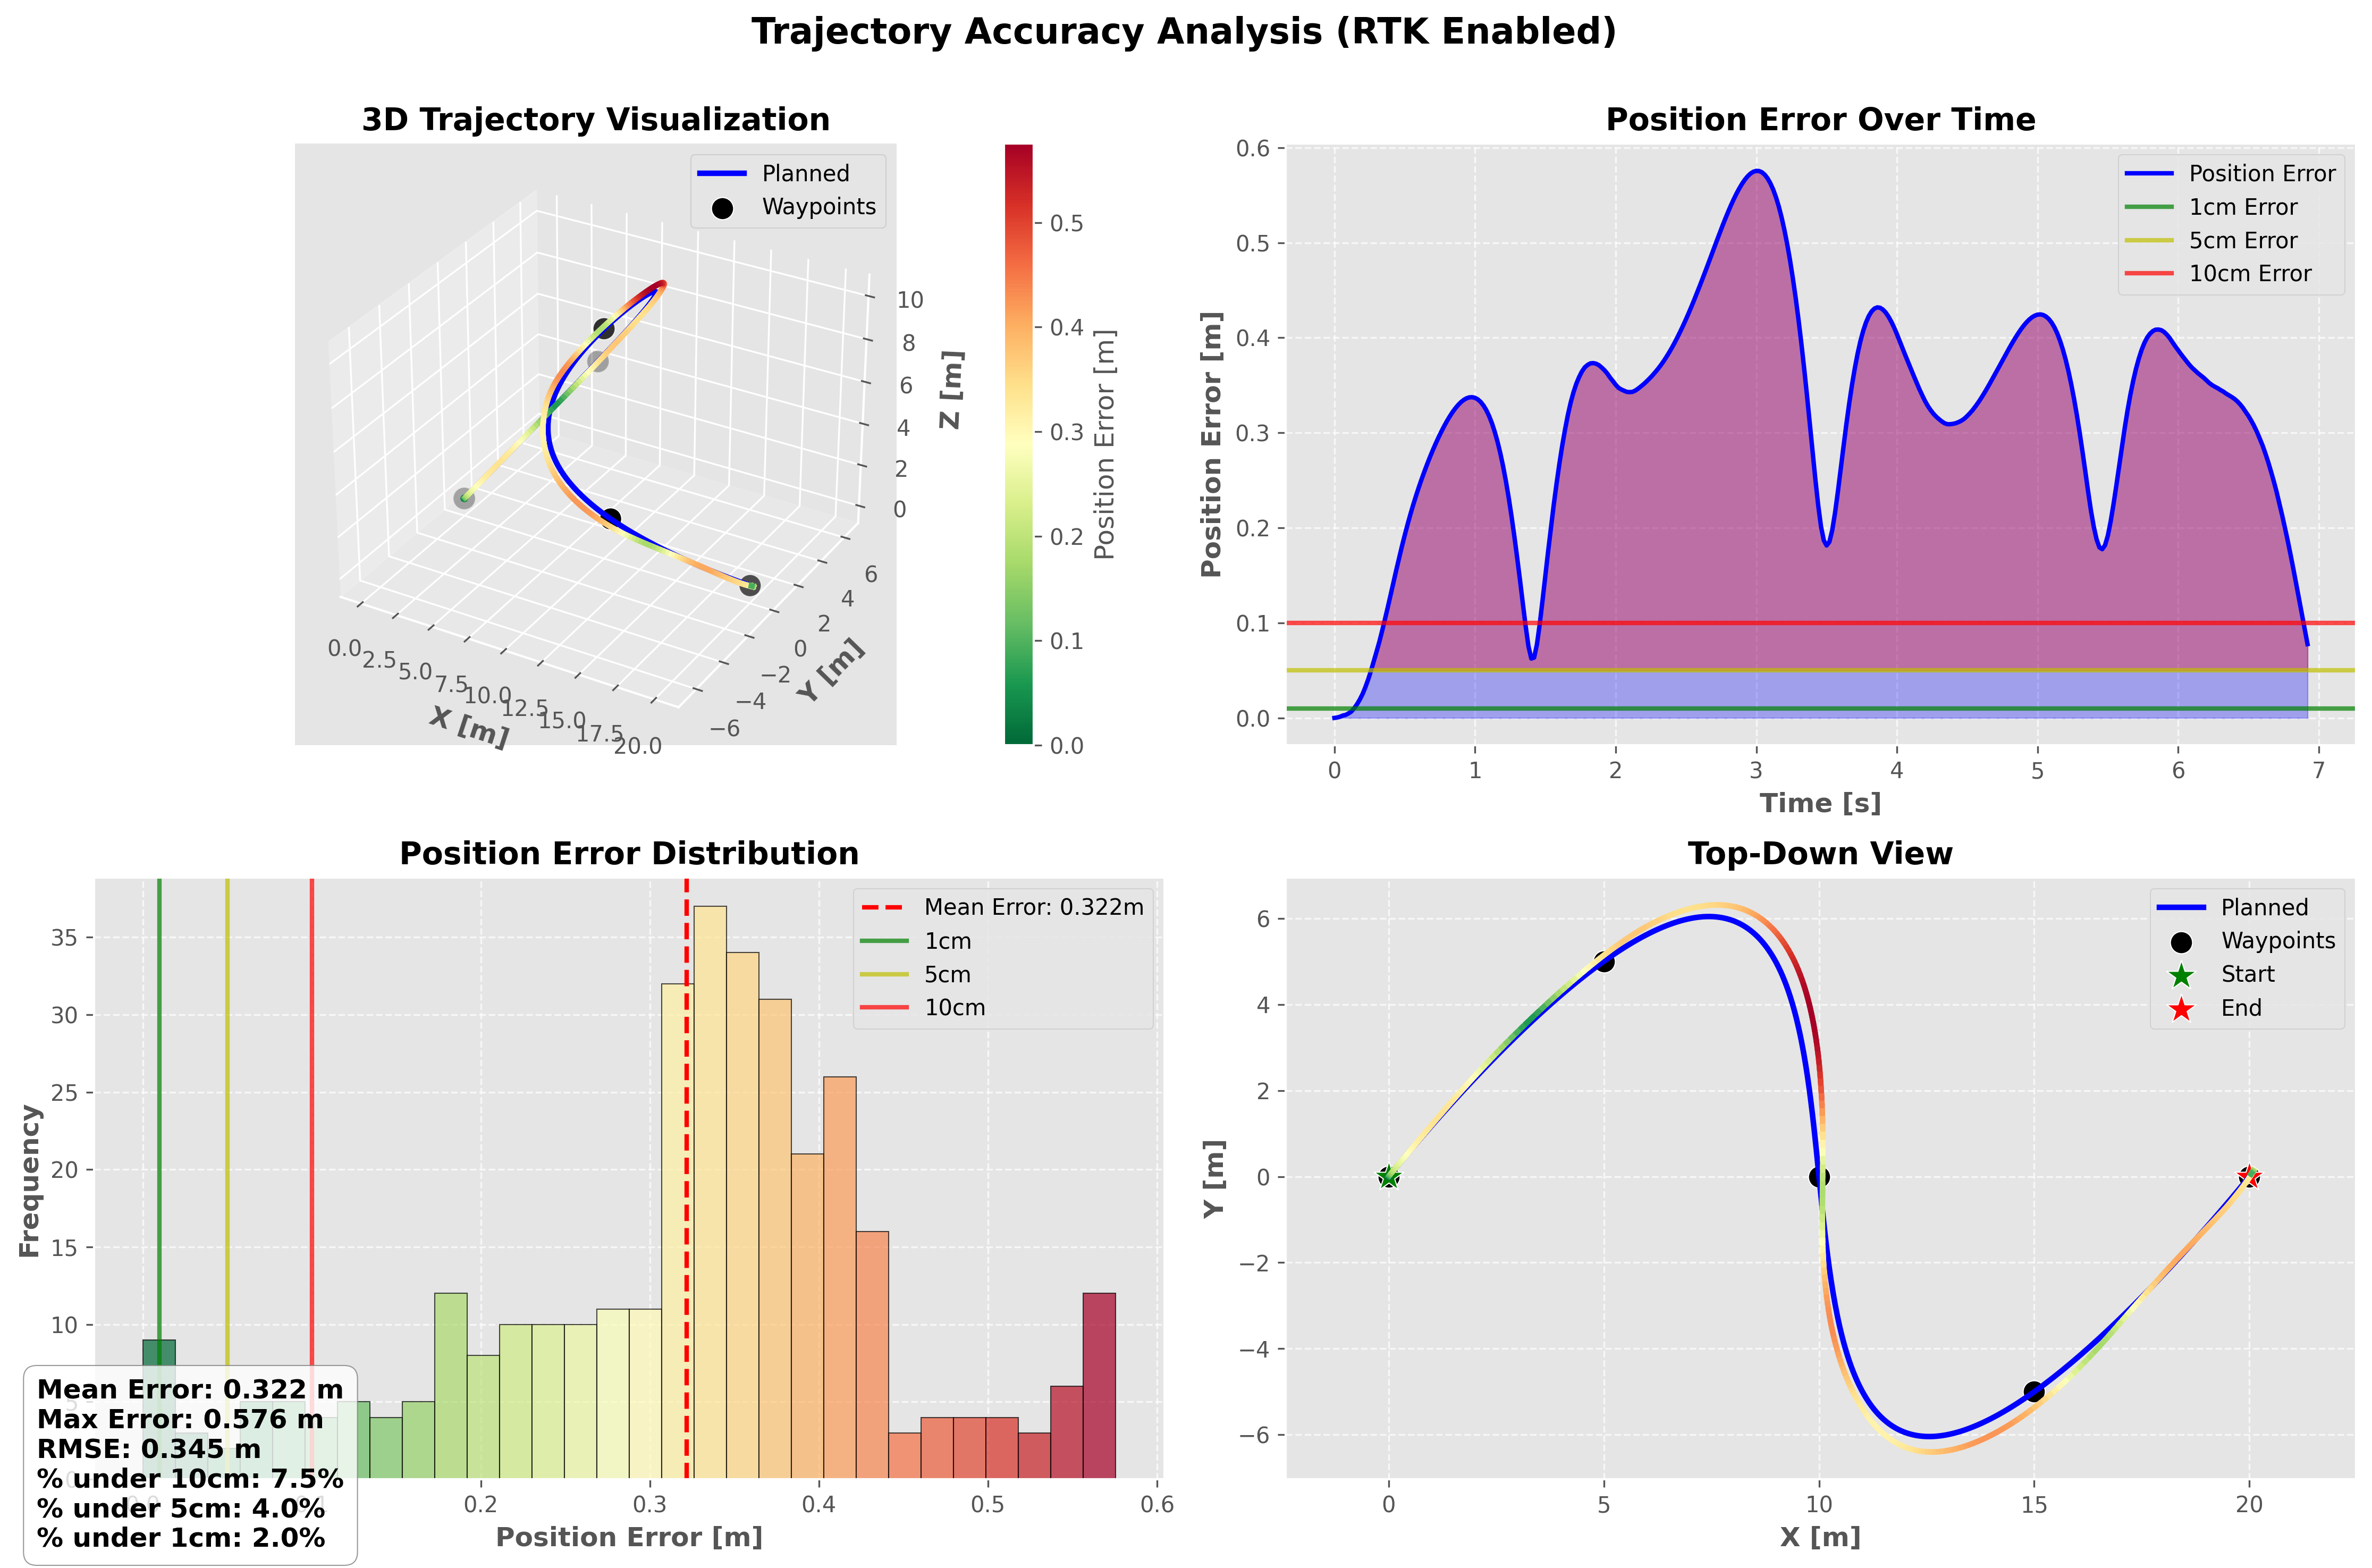 Trajectory Accuracy Analysis (RTK Enabled)
3D Trajectory Visualization
Planned
Waypoints
10
8
6
4
2
0
Z [m]
6
4
2
0
−2
−4
−6
Y [m]
0.0
2.5
5.0
7.5
10.0
12.5
15.0
17.5
20.0
X [m]
0.5
0.4
0.3
0.2
0.1
0.0
Position Error [m]
Position Error Over Time
Position Error
1cm Error
5cm Error
10cm Error
0.6
0.5
0.4
0.3
0.2
0.1
0.0
Position Error [m]
0 1 2 3 4 5 6 7
Time [s]
Position Error Distribution
Mean Error: 0.322m
1cm
5cm
10cm
35
30
25
20
15
10
5
0
Frequency
0.0 0.1 0.2 0.3 0.4 0.5 0.6
Position Error [m]
Mean Error: 0.322 m
Max Error: 0.576 m
RMSE: 0.345 m
% under 10cm: 7.5%
% under 5cm: 4.0%
% under 1cm: 2.0%
Top-Down View
Planned
Waypoints
Start
End
6
4
2
0
−2
−4
−6
Y [m]
0 5 10 15 20
X [m]